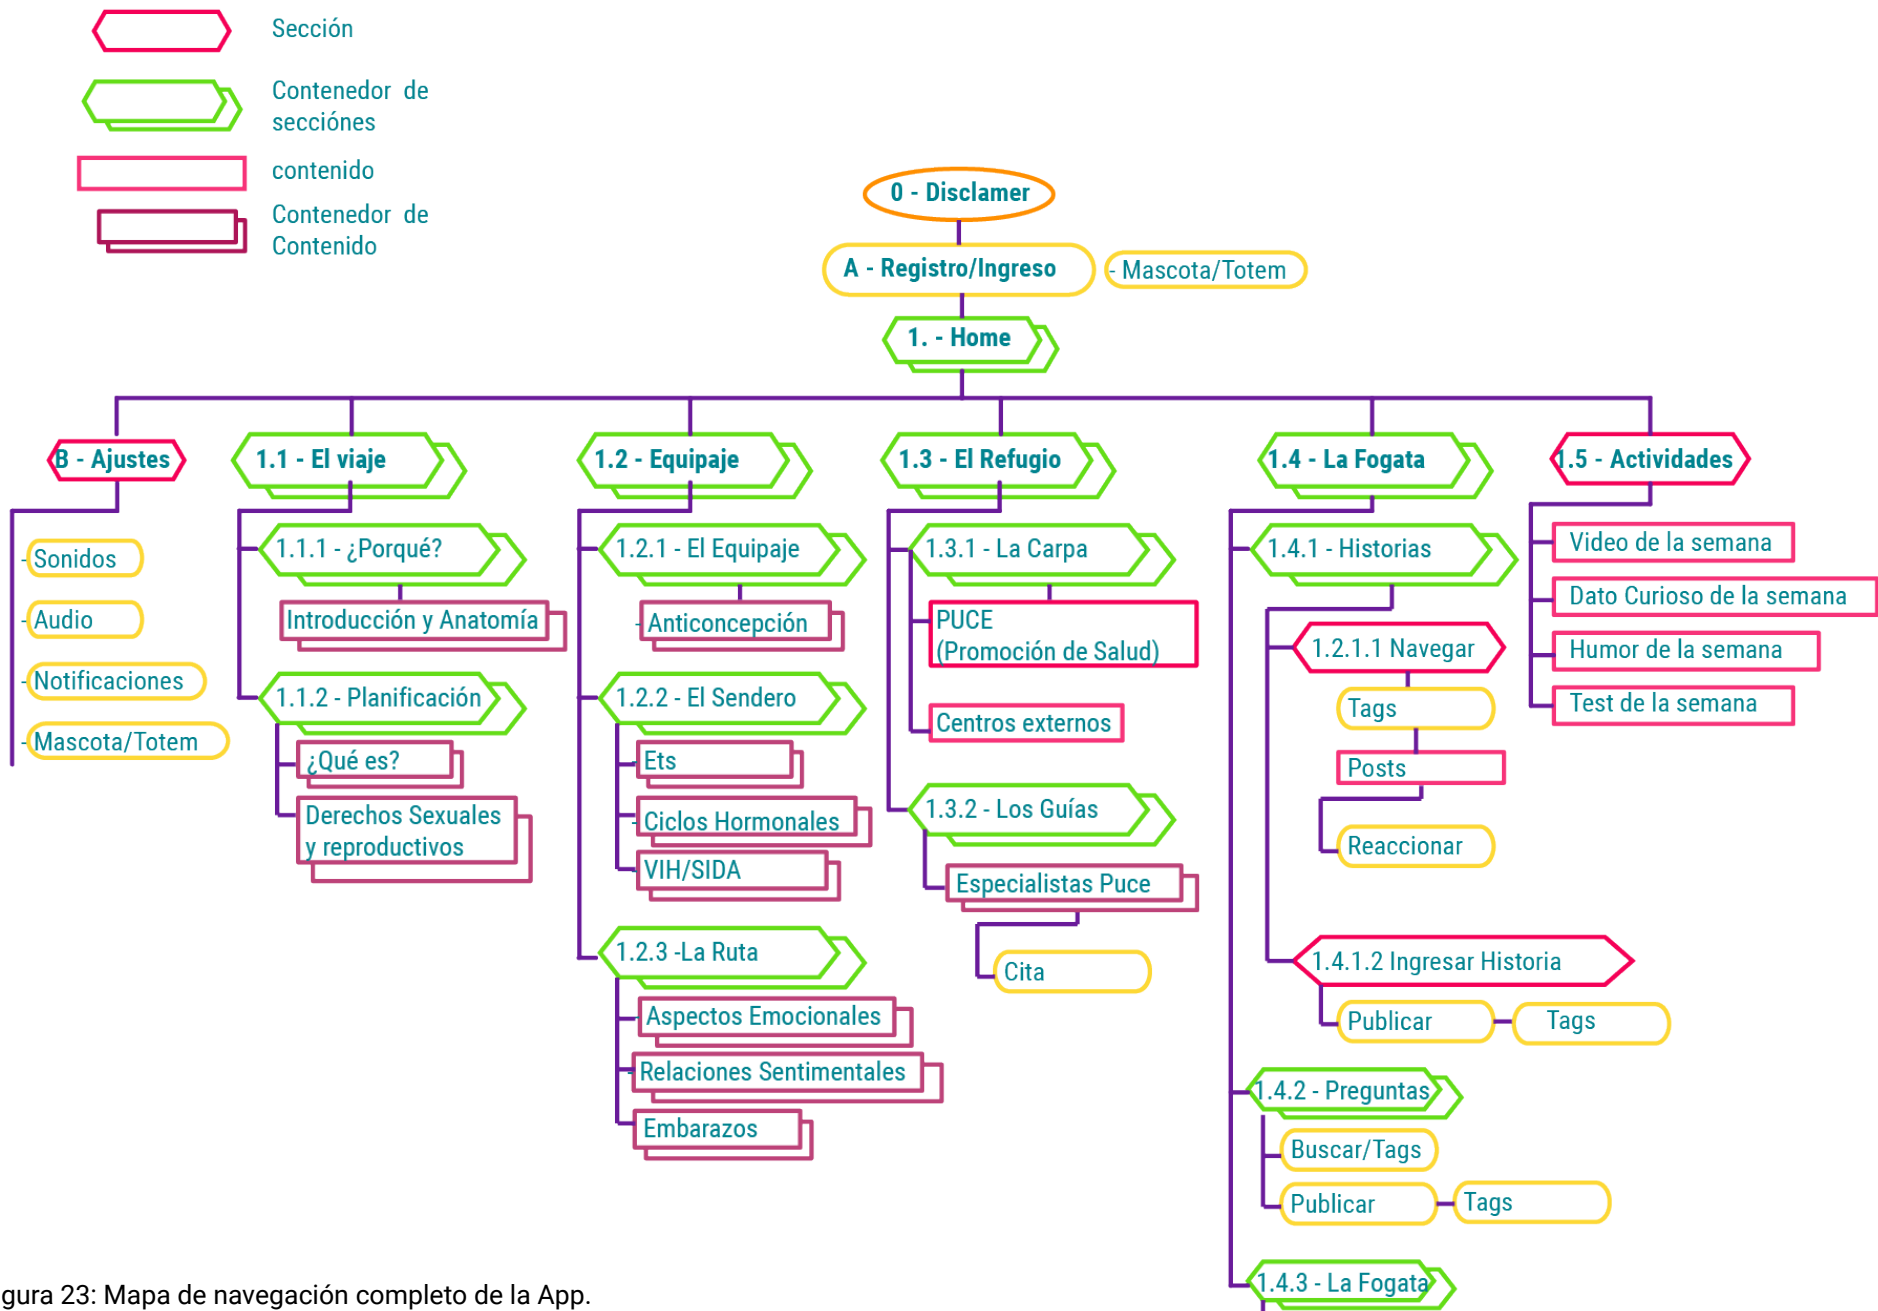 Sección
Contenedor de
secciónes
contenido
Contenedor de
Contenido
0 - Disclamer
A - Registro/Ingreso
- Mascota/Totem
1. - Home
B - Ajustes
- Sonidos
- Audio
- Notificaciones
- Mascota/Totem
1.1 - El viaje
1.1.1 - ¿Porqué?
Introducción y Anatomía
1.1.2 - Planificación
¿Qué es?
Derechos Sexuales
y reproductivos
1.2 - Equipaje
1.2.1 - El Equipaje
- Anticoncepción
1.2.2 - El Sendero
Ets
- Ciclos Hormonales
VIH/SIDA
1.2.3 -La Ruta
- Aspectos Emocionales
- Relaciones Sentimentales
Embarazos
1.3 - El Refugio
1.3.1 - La Carpa
PUCE
(Promoción de Salud)
Centros externos
1.3.2 - Los Guías
Especialistas Puce
Cita
1.4 - La Fogata
1.4.1 - Historias
1.2.1.1 Navegar
Tags
Posts
Reaccionar
1.4.1.2 Ingresar Historia
Publicar
Tags
1.4.2 - Preguntas
Buscar/Tags
Publicar
Tags
1.4.3 - La Fogata
1.5 - Actividades
Video de la semana
Dato Curioso de la semana
Humor de la semana
Test de la semana
gura 23: Mapa de navegación completo de la App.